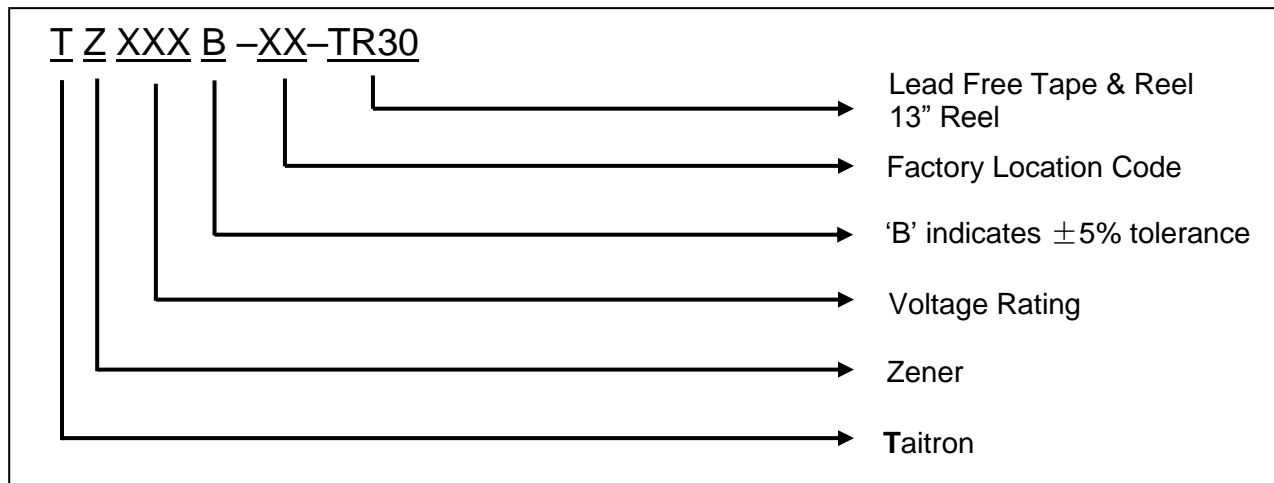 T Z XXX B –XX–TR30
Lead Free Tape & Reel
13” Reel
Factory Location Code
‘B’ indicates ±5% tolerance
Voltage Rating
Zener
Taitron